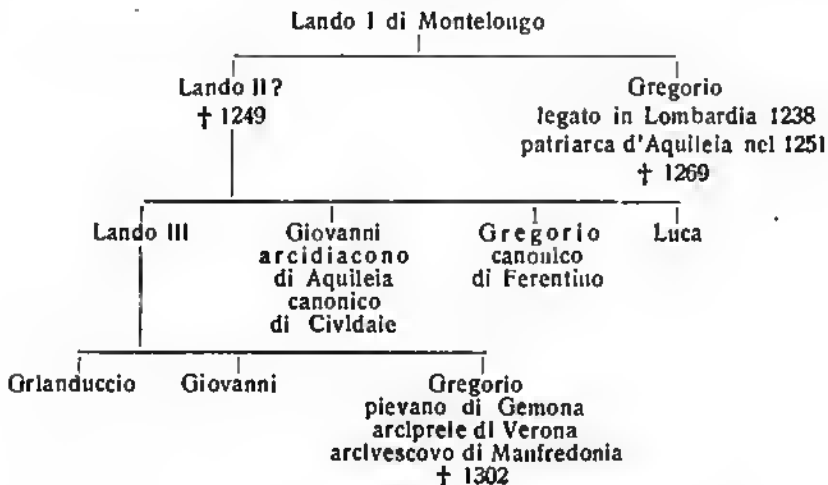 Lando I di Montelongo
Lando II? Gregorio
† 1249 legato in Lombardia 1238
patriarca d'Aquileia nel 1251
† 1269
Lando III Giovanni Gregorio Luca
arcidiacono canonico
di Aquileia di Ferentino
canonico
di Cividale
Grlanduccio Giovanni Gregorio
pievano di Gemona
arciprete di Verona
arcivescovo di Manfredonia
† 1302